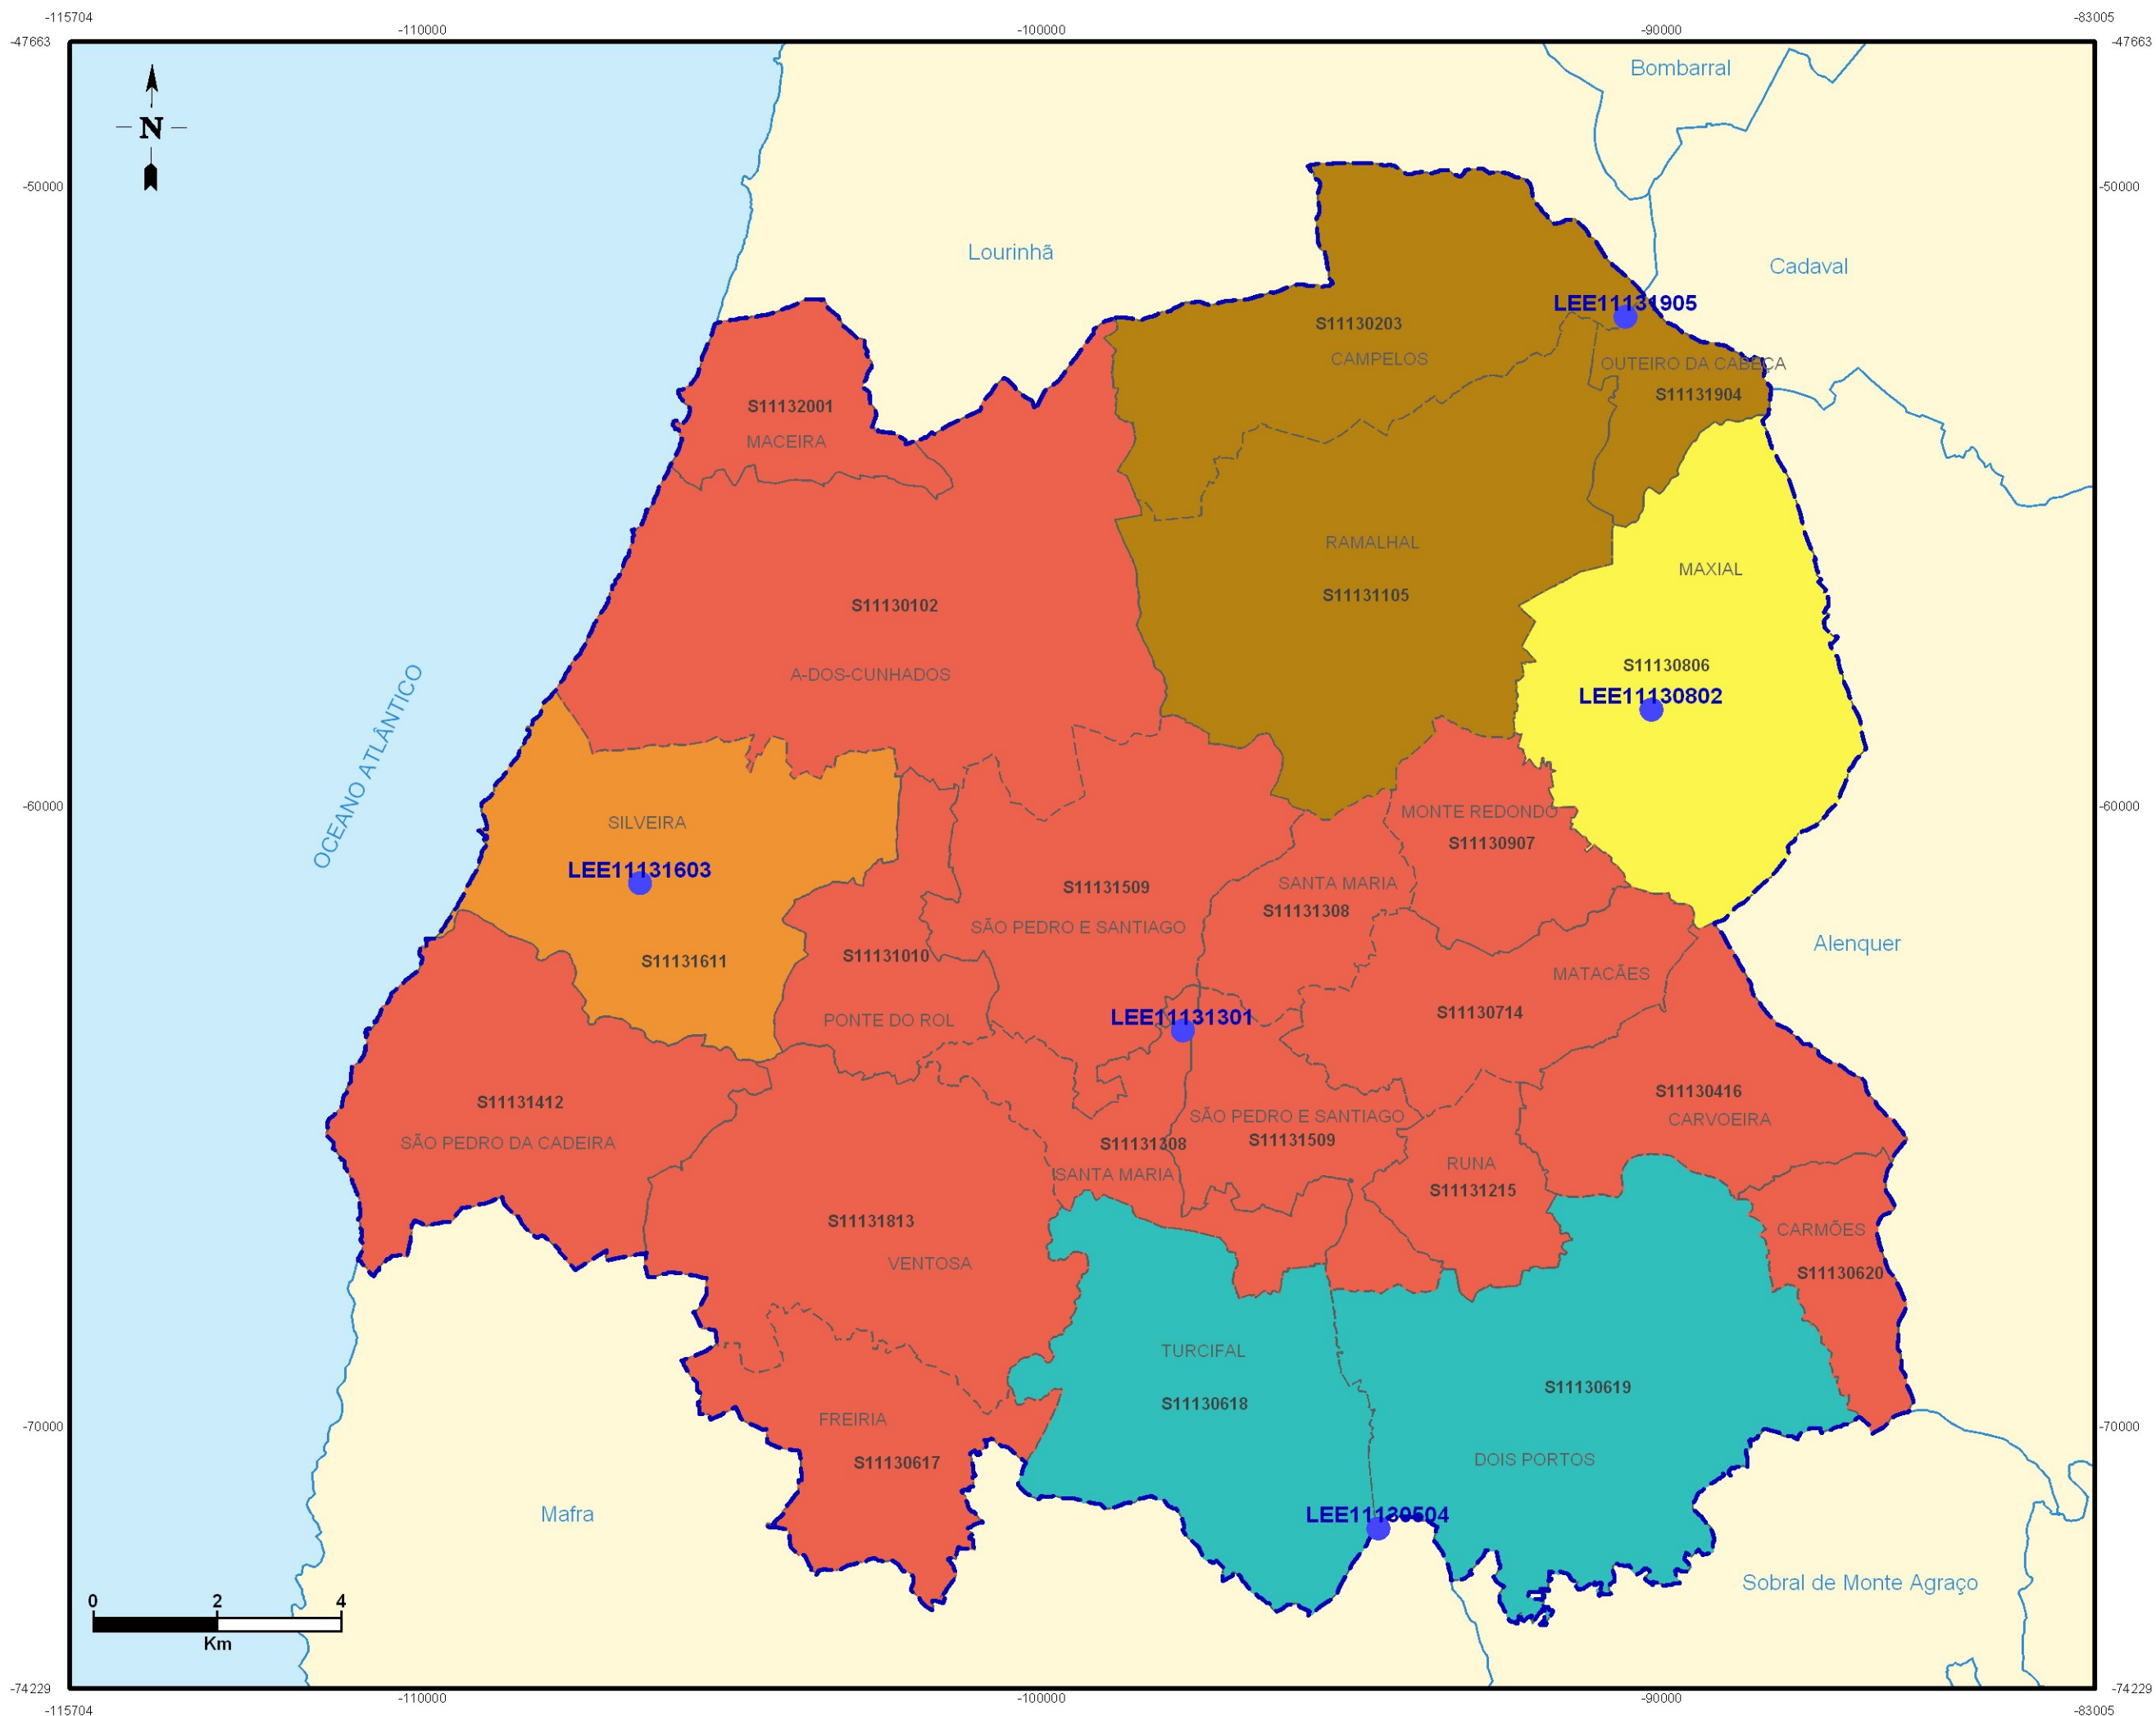 -115704
-110000
-100000
-90000
-83005
-47663
-47663
Bombarral
N
-50000
-50000
Lourinhã
Cadaval
LEE11131905
S11130203
CAMPELOS
OUTEIRO DA CABEÇA
S11131904
S11132001
MACEIRA
RAMALHAL
MAXIAL
S11131105
S11130102
S11130806
A-DOS-CUNHADOS
LEE11130802
OCEANO ATLÂNTICO
-60000
-60000
SILVEIRA
MONTE REDONDO
S11130907
LEE11131603
S11131509
SANTA MARIA
S11131308
SÃO PEDRO E SANTIAGO
Alenquer
S11131010
S11131611
MATACÃES
S11130714
LEE11131301
PONTE DO ROL
S11130416
CARVOEIRA
S11131412
SÃO PEDRO DA CADEIRA
SÃO PEDRO E SANTIAGO
S11131509
S11131308
SANTA MARIA
RUNA
S11131215
S11131813
VENTOSA
CARMÕES
S11130620
TURCIFAL
S11130618
S11130619
FREIRIA
S11130617
-70000
-70000
DOIS PORTOS
Mafra
LEE11130504
Sobral de Monte Agraço
0 2 4
Km
-74229
-74229
-115704
-110000
-100000
-90000
-83005